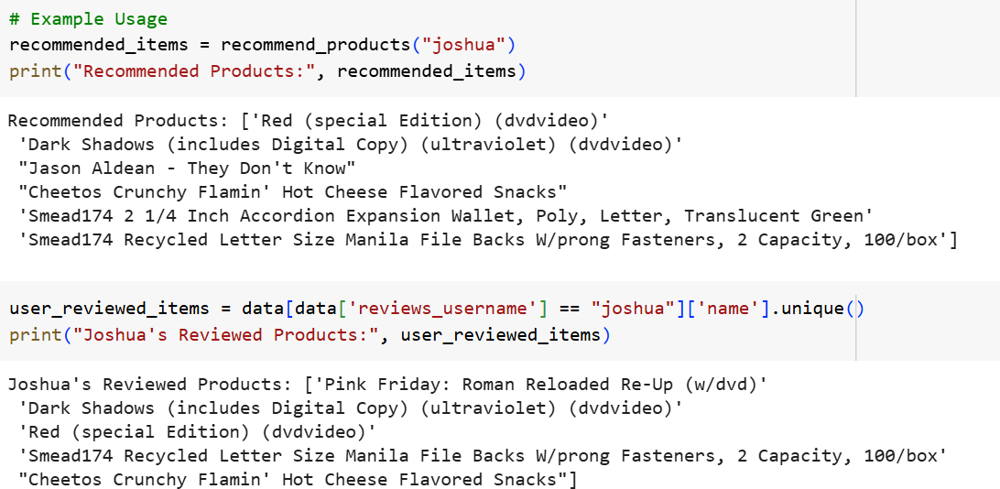 # Example Usage
recommended_items = recommend_products("joshua")
print("Recommended Products:", recommended_items)
Recommended Products: ['Red (special Edition) (dvdvideo)'
 'Dark Shadows (includes Digital Copy) (ultraviolet) (dvdvideo)'
 "Jason Aldean - They Don't Know"
 "Cheetos Crunchy Flamin' Hot Cheese Flavored Snacks"
 'Smead174 2 1/4 Inch Accordion Expansion Wallet, Poly, Letter, Translucent Green'
 'Smead174 Recycled Letter Size Manila File Backs W/prong Fasteners, 2 Capacity, 100/box']
user_reviewed_items = data[data['reviews_username'] == "joshua"]['name'].unique()
print("Joshua's Reviewed Products:", user_reviewed_items)
Joshua's Reviewed Products: ['Pink Friday: Roman Reloaded Re-Up (w/dvd)'
 'Dark Shadows (includes Digital Copy) (ultraviolet) (dvdvideo)'
 'Red (special Edition) (dvdvideo)'
 'Smead174 Recycled Letter Size Manila File Backs W/prong Fasteners, 2 Capacity, 100/box'
 "Cheetos Crunchy Flamin' Hot Cheese Flavored Snacks"]